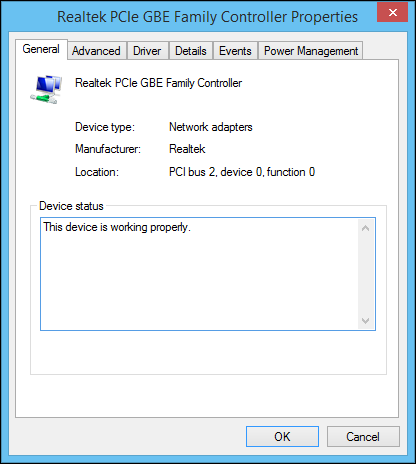 Realtek PCIe GBE Family Controller Properties
General Advanced Driver Details Events Power Management
Realtek PCIe GBE Family Controller
Device type: Network adapters
Manufacturer: Realtek
Location: PCI bus 2, device 0, function 0
Device status
This device is working properly.
OK Cancel